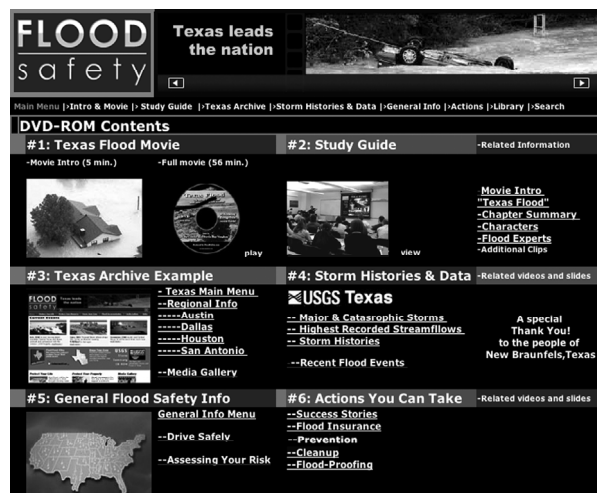 FLOOD
safety
Texas leads
the nation
Main Menu |>Intro & Movie |> Study Guide |>Texas Archive |>Storm Histories & Data |>General Info |>Actions |>Library |>Search
DVD-ROM Contents
#1: Texas Flood Movie
-Movie Intro (5 min.)
-Full movie (56 min.)
Texas Flood
play
#2: Study Guide
-Related Information
view
-Movie Intro
"Texas Flood"
-Chapter Summary
-Characters
-Flood Experts
-Additional Clips
#3: Texas Archive Example
FLOOD
safety
- Texas Main Menu
--Regional Info
-----Austin
-----Dallas
-----Houston
-----San Antonio
--Media Gallery
#4: Storm Histories & Data
-Related videos and slides
USGS Texas
-- Major & Catasrophic Storms
-- Highest Recorded Streamfllows
-- Storm Histories
--Recent Flood Events
A special
Thank You!
to the people of
New Braunfels,Texas
#5: General Flood Safety Info
General Info Menu
--Drive Safely
--Assessing Your Risk
#6: Actions You Can Take
-Related videos and slides
--Success Stories
--Flood Insurance
--Prevention
--Cleanup
--Flood-Proofing